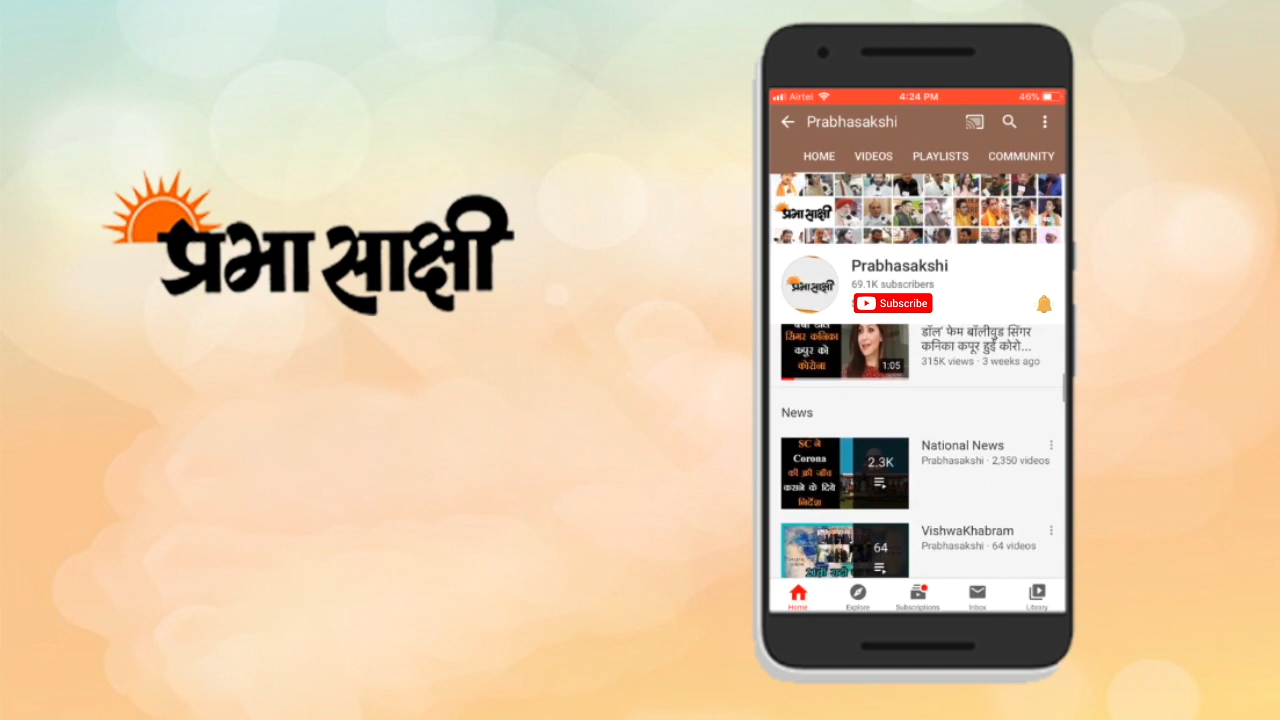 प्रभासाक्षी
Airtel 4:24 PM 46%
Prabhasakshi
HOME VIDEOS PLAYLISTS COMMUNITY
प्रभासाक्षी
प्रभासाक्षी
Prabhasakshi
69.1K subscribers
Subscribe
सिंगर कनिका
कपूर को
कोरोना
1:05
डॉल' फेम बॉलीवुड सिंगर
कनिका कपूर हुईं कोरो...
315K views · 3 weeks ago
News
SC ने
Corona
की फ्री जाँच
कराने के दिये
निर्देश
2.3K
National News
Prabhasakshi · 2,350 videos
64
VishwaKhabram
Prabhasakshi · 64 videos
Home Explore Subscriptions Inbox Library